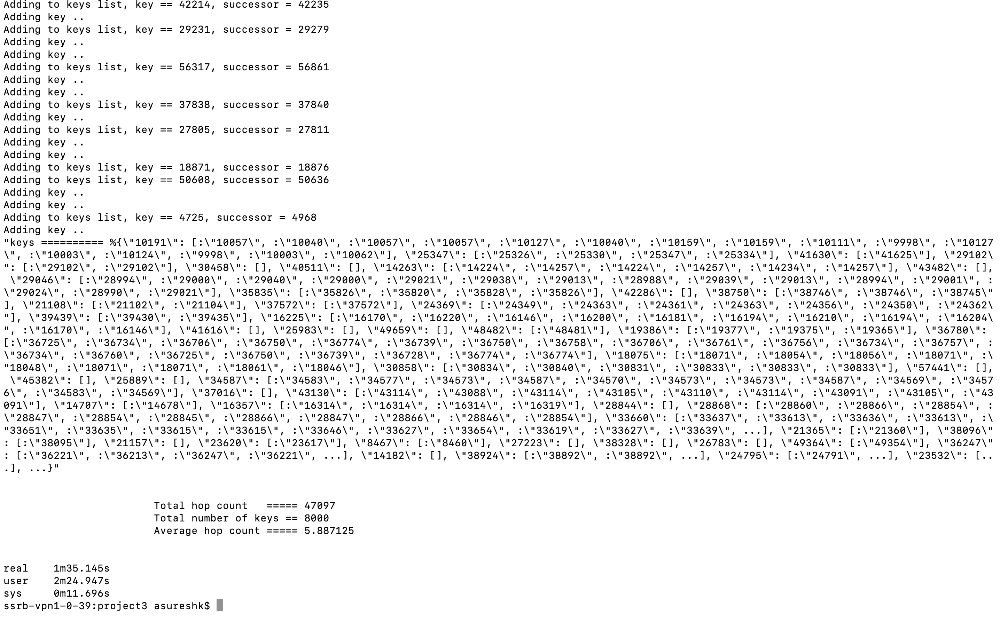 Adding to keys list, key == 42214, successor = 42235
Adding key ..
Adding to keys list, key == 29231, successor = 29279
Adding key ..
Adding key ..
Adding to keys list, key == 56317, successor = 56861
Adding key ..
Adding key ..
Adding to keys list, key == 37838, successor = 37840
Adding key ..
Adding to keys list, key == 27805, successor = 27811
Adding key ..
Adding key ..
Adding to keys list, key == 18871, successor = 18876
Adding to keys list, key == 50608, successor = 50636
Adding key ..
Adding key ..
Adding to keys list, key == 4725, successor = 4968
Adding key ..
"keys ========== %{\"10191\": [:\"10057\", :\"10040\", :\"10057\", :\"10057\", :\"10127\", :\"10040\", :\"10159\", :\"10159\", :\"10111\", :\"9998\", :\"10127
\", :\"10003\", :\"10124\", :\"9998\", :\"10003\", :\"10062\"], \"25347\": [:\"25326\", :\"25330\", :\"25347\", :\"25334\"], \"41630\": [:\"41625\"], \"29102\
": [:\"29102\", :\"29102\"], \"30458\": [], \"40511\": [], \"14263\": [:\"14224\", :\"14257\", :\"14224\", :\"14257\", :\"14234\", :\"14257\"], \"43482\": [],
 \"29046\": [:\"28994\", :\"29000\", :\"29040\", :\"29000\", :\"29021\", :\"29038\", :\"29013\", :\"28988\", :\"29039\", :\"29013\", :\"28994\", :\"29001\", :
\"29024\", :\"28990\", :\"29021\"], \"35835\": [:\"35826\", :\"35820\", :\"35828\", :\"35826\"], \"42286\": [], \"38750\": [:\"38746\", :\"38746\", :\"38745\"
], \"21108\": [:\"21102\", :\"21104\"], \"37572\": [:\"37572\"], \"24369\": [:\"24349\", :\"24363\", :\"24361\", :\"24363\", :\"24356\", :\"24350\", :\"24362\
"], \"39439\": [:\"39430\", :\"39435\"], \"16225\": [:\"16170\", :\"16220\", :\"16146\", :\"16200\", :\"16181\", :\"16194\", :\"16210\", :\"16194\", :\"16204\
", :\"16170\", :\"16146\"], \"41616\": [], \"25983\": [], \"49659\": [], \"48482\": [:\"48481\"], \"19386\": [:\"19377\", :\"19375\", :\"19365\"], \"36780\":
[:\"36725\", :\"36734\", :\"36706\", :\"36750\", :\"36774\", :\"36739\", :\"36750\", :\"36758\", :\"36706\", :\"36761\", :\"36756\", :\"36734\", :\"36757\", :
\"36734\", :\"36760\", :\"36725\", :\"36750\", :\"36739\", :\"36728\", :\"36774\", :\"36774\"], \"18075\": [:\"18071\", :\"18054\", :\"18056\", :\"18071\", :\
"18048\", :\"18071\", :\"18071\", :\"18061\", :\"18046\"], \"30858\": [:\"30834\", :\"30840\", :\"30831\", :\"30833\", :\"30833\", :\"30833\"], \"57441\": [],
 \"45382\": [], \"25889\": [], \"34587\": [:\"34583\", :\"34577\", :\"34573\", :\"34587\", :\"34570\", :\"34573\", :\"34573\", :\"34587\", :\"34569\", :\"3457
6\", :\"34583\", :\"34569\"], \"37016\": [], \"43130\": [:\"43114\", :\"43088\", :\"43114\", :\"43105\", :\"43110\", :\"43114\", :\"43091\", :\"43105\", :\"43
091\"], \"14707\": [:\"14678\"], \"16357\": [:\"16314\", :\"16314\", :\"16314\", :\"16319\"], \"28844\": [], \"28868\": [:\"28860\", :\"28866\", :\"28854\", :
\"28847\", :\"28854\", :\"28845\", :\"28866\", :\"28847\", :\"28866\", :\"28846\", :\"28854\"], \"33660\": [:\"33637\", :\"33613\", :\"33636\", :\"33613\", :\
"33651\", :\"33635\", :\"33615\", :\"33615\", :\"33646\", :\"33627\", :\"33654\", :\"33619\", :\"33627\", :\"33639\", ...], \"21365\": [:\"21360\"], \"38096\"
: [:\"38095\"], \"21157\": [], \"23620\": [:\"23617\"], \"8467\": [:\"8460\"], \"27223\": [], \"38328\": [], \"26783\": [], \"49364\": [:\"49354\"], \"36247\"
: [:\"36221\", :\"36213\", :\"36247\", :\"36221\", ...], \"14182\": [], \"38924\": [:\"38892\", :\"38892\", ...], \"24795\": [:\"24791\", ...], \"23532\": [..
.], ...}"
Total hop count   ===== 47097
Total number of keys == 8000
Average hop count ===== 5.887125
real    1m35.145s
user    2m24.947s
sys     0m11.696s
ssrb-vpn1-0-39:project3 asureshk$